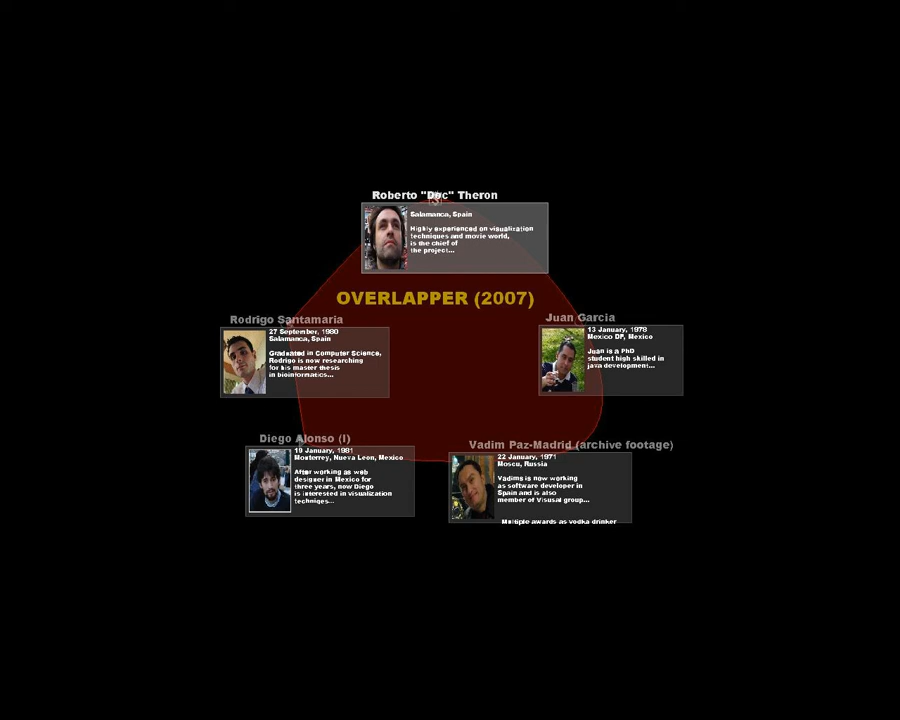 Roberto "Doc" Theron
Salamanca, Spain
Highly experienced on visualization
techniques and movie world,
is the chief of
the project...
OVERLAPPER (2007)
Rodrigo Santamaria
27 September, 1980
Salamanca, Spain
Graduated in Computer Science,
Rodrigo is now researching
for his master thesis
in bioinformatics...
Juan Garcia
13 January, 1978
Mexico DF, Mexico
Juan is a PhD
student high skilled in
java development...
Diego Alonso (I)
19 January, 1981
Monterrey, Nueva Leon, Mexico
After working as web
designer in Mexico for
three years, now Diego
is interested in visualization
techniqes...
Vadim Paz-Madrid (archive footage)
22 January, 1971
Moscu, Russia
Vadims is now working
as software developer in
Spain and is also
member of Visusal group...
Multiple awards as vodka drinker